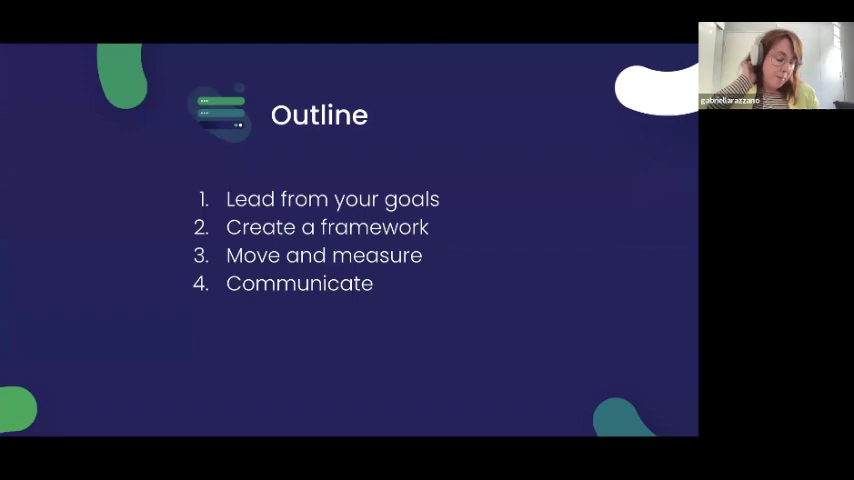 Outline
1. Lead from your goals
2. Create a framework
3. Move and measure
4. Communicate
gabriellarazzano